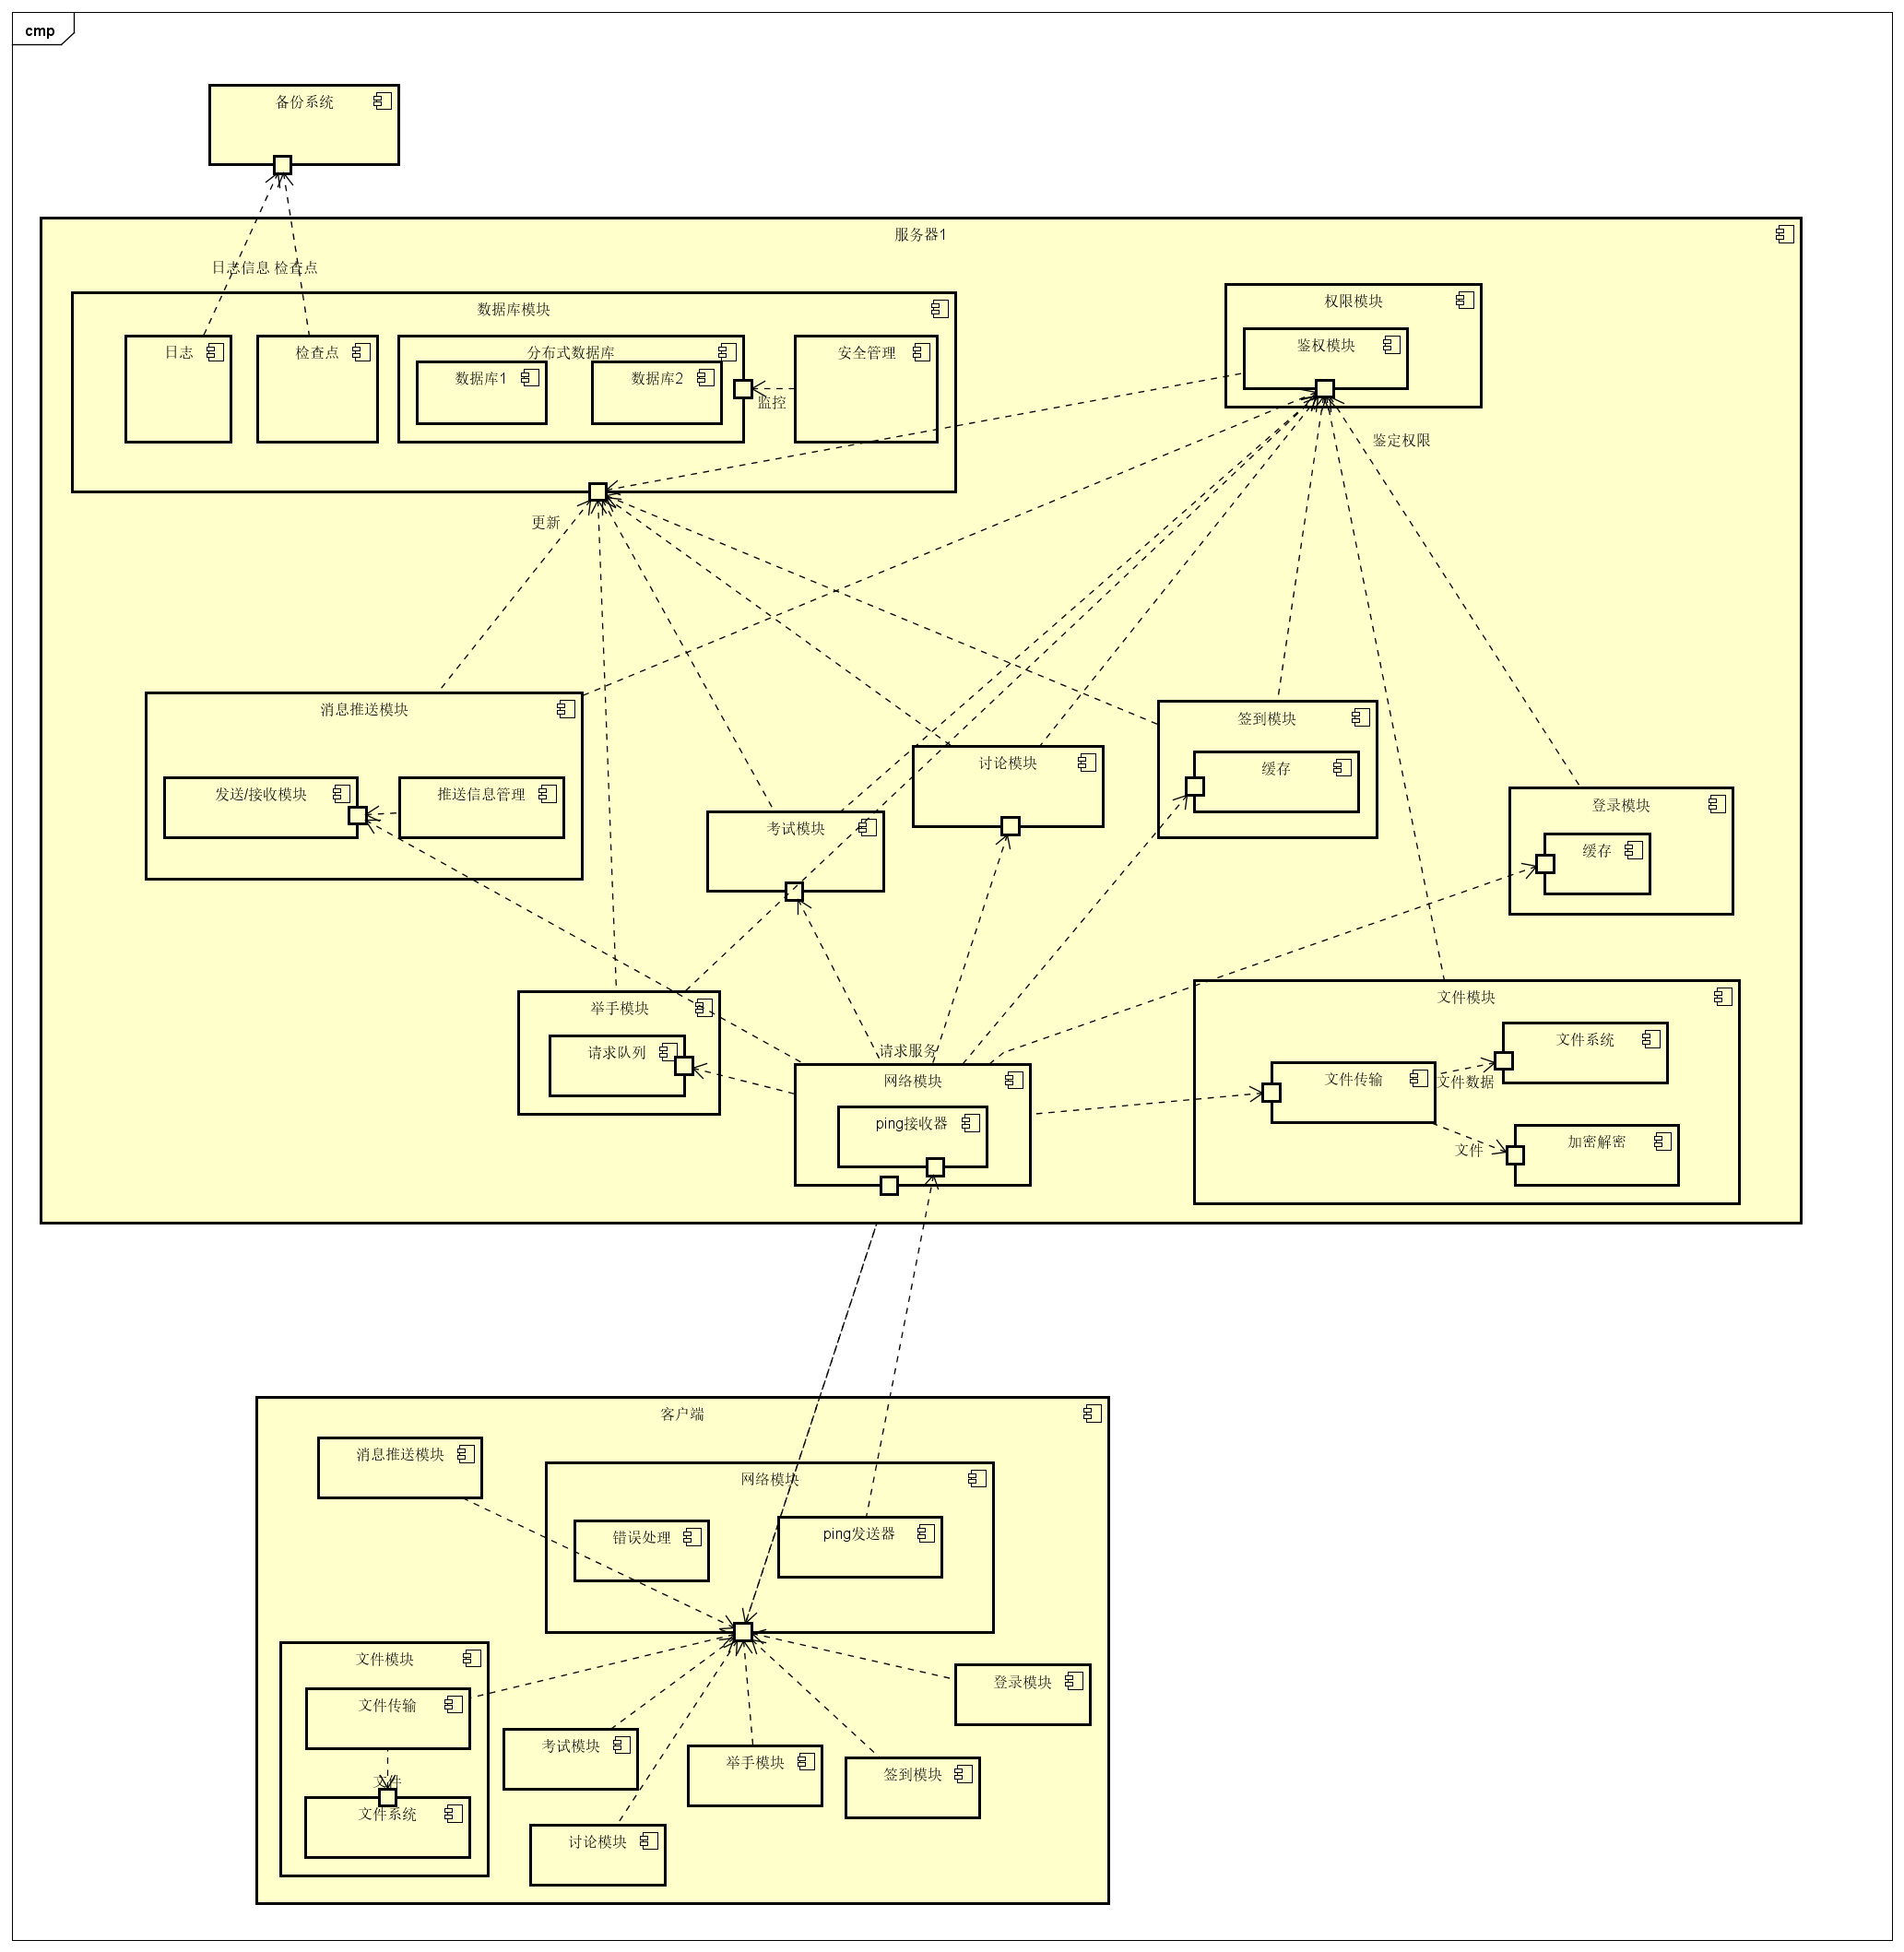 cmp
备份系统
服务器1
日志信息 检查点
数据库模块
日志
检查点
分布式数据库
数据库1
数据库2
监控
安全管理
权限模块
鉴权模块
鉴定权限
更新
消息推送模块
发送/接收模块
推送信息管理
考试模块
讨论模块
签到模块
缓存
登录模块
缓存
举手模块
请求队列
请求服务
网络模块
ping接收器
文件模块
文件传输
文件系统
文件数据
文件
加密解密
客户端
消息推送模块
网络模块
错误处理
ping发送器
文件模块
文件传输
文件
文件系统
考试模块
讨论模块
举手模块
签到模块
登录模块